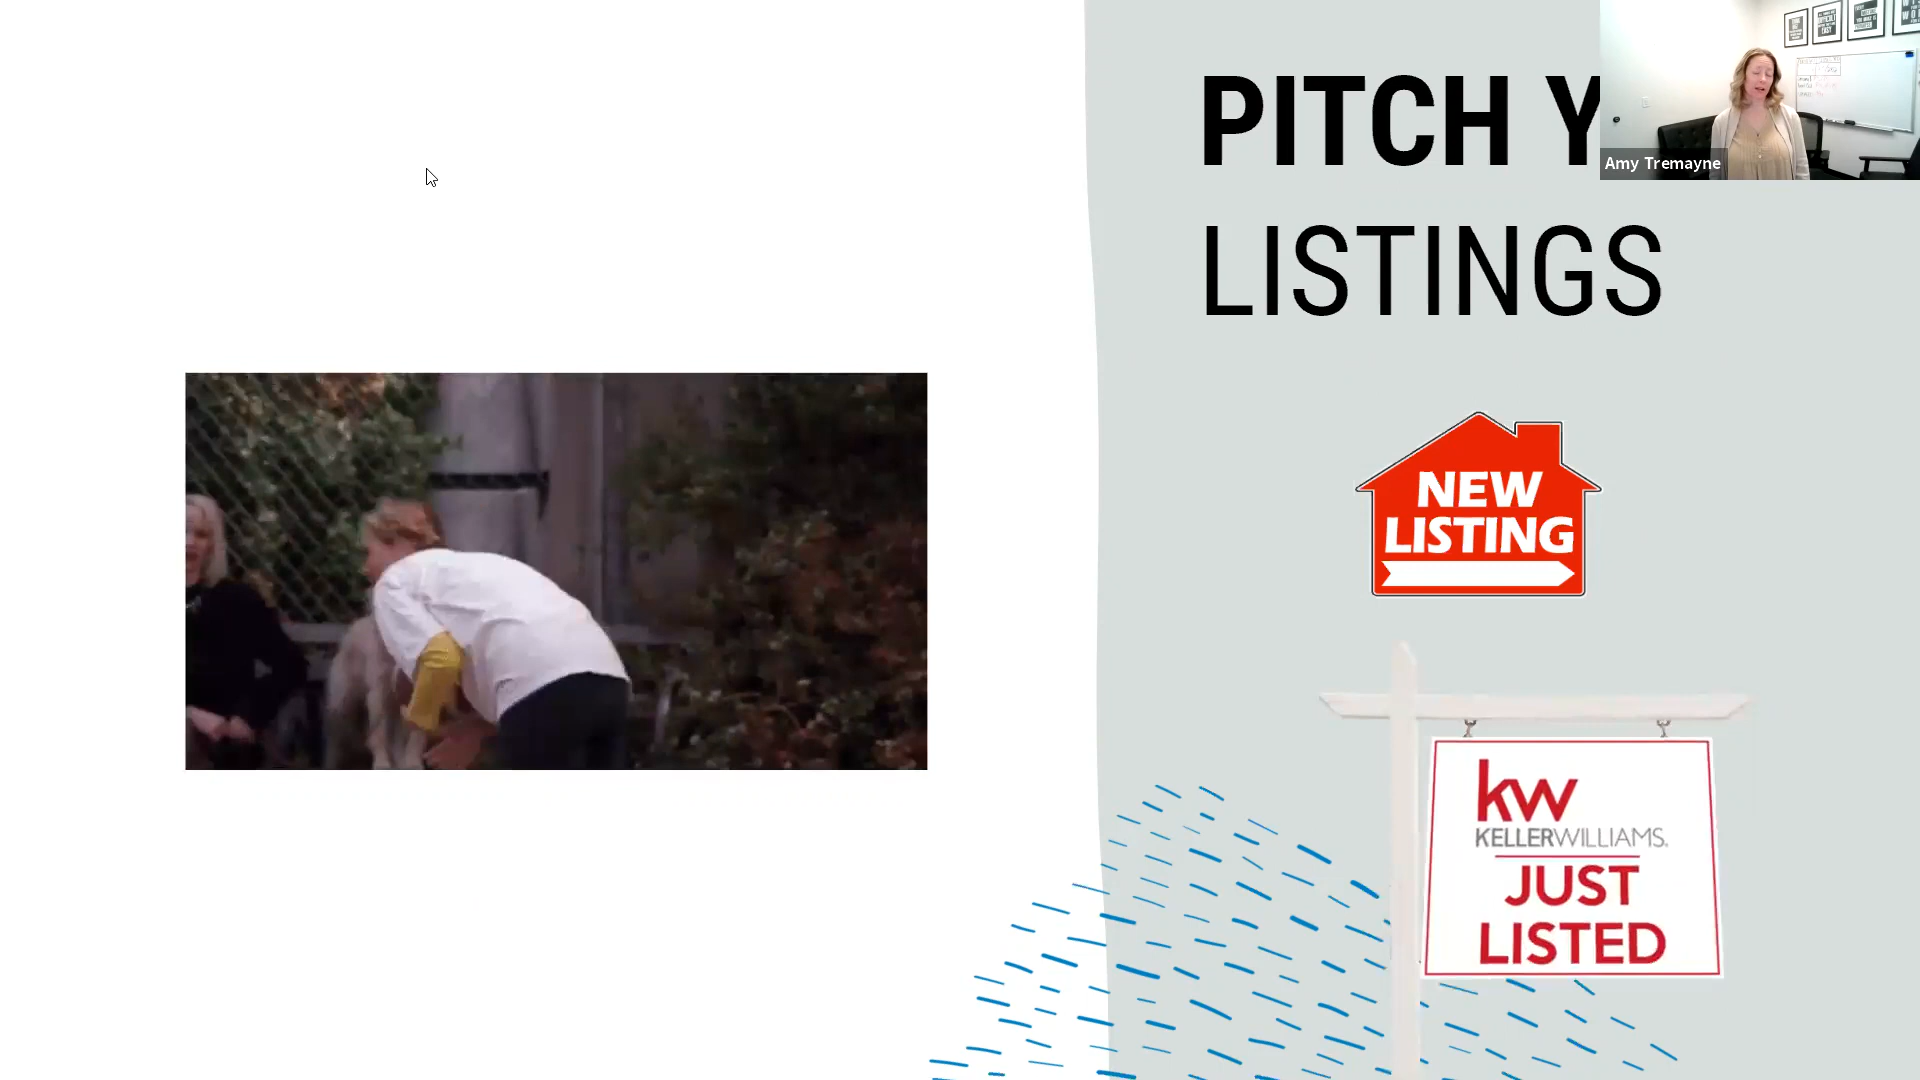 PITCH Y
LISTINGS
Amy Tremayne
NEW
LISTING
kw
KELLERWILLIAMS.
JUST
LISTED